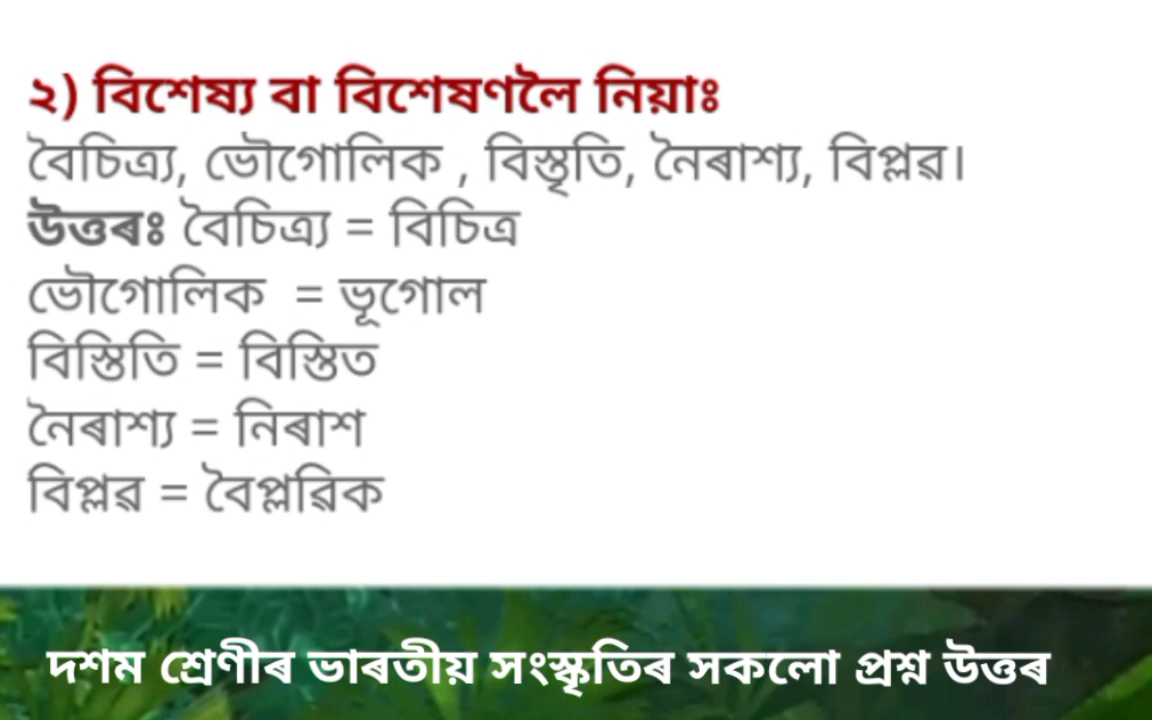 ২) বিশেষ্য বা বিশেষণলৈ নিয়াঃ
বৈচিত্ৰ্য, ভৌগোলিক , বিস্তৃতি, নৈৰাশ্য, বিপ্লৱ।
উত্তৰঃ বৈচিত্ৰ্য = বিচিত্ৰ
ভৌগোলিক = ভূগোল
বিস্তিতি = বিস্তিত
নৈৰাশ্য = নিৰাশ
বিপ্লৱ = বৈপ্লৱিক
দশম শ্ৰেণীৰ ভাৰতীয় সংস্কৃতিৰ সকলো প্ৰশ্ন উত্তৰ